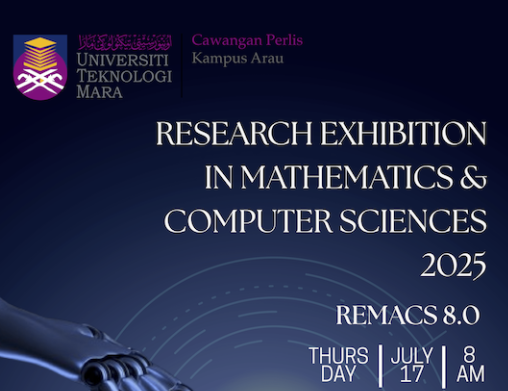 UNIVERSITI
TEKNOLOGI
MARA
Cawangan Perlis
Kampus Arau
RESEARCH EXHIBITION
IN MATHEMATICS &
COMPUTER SCIENCES
2025
REMACS 8.0
THURS
DAY
JULY
17
8
AM